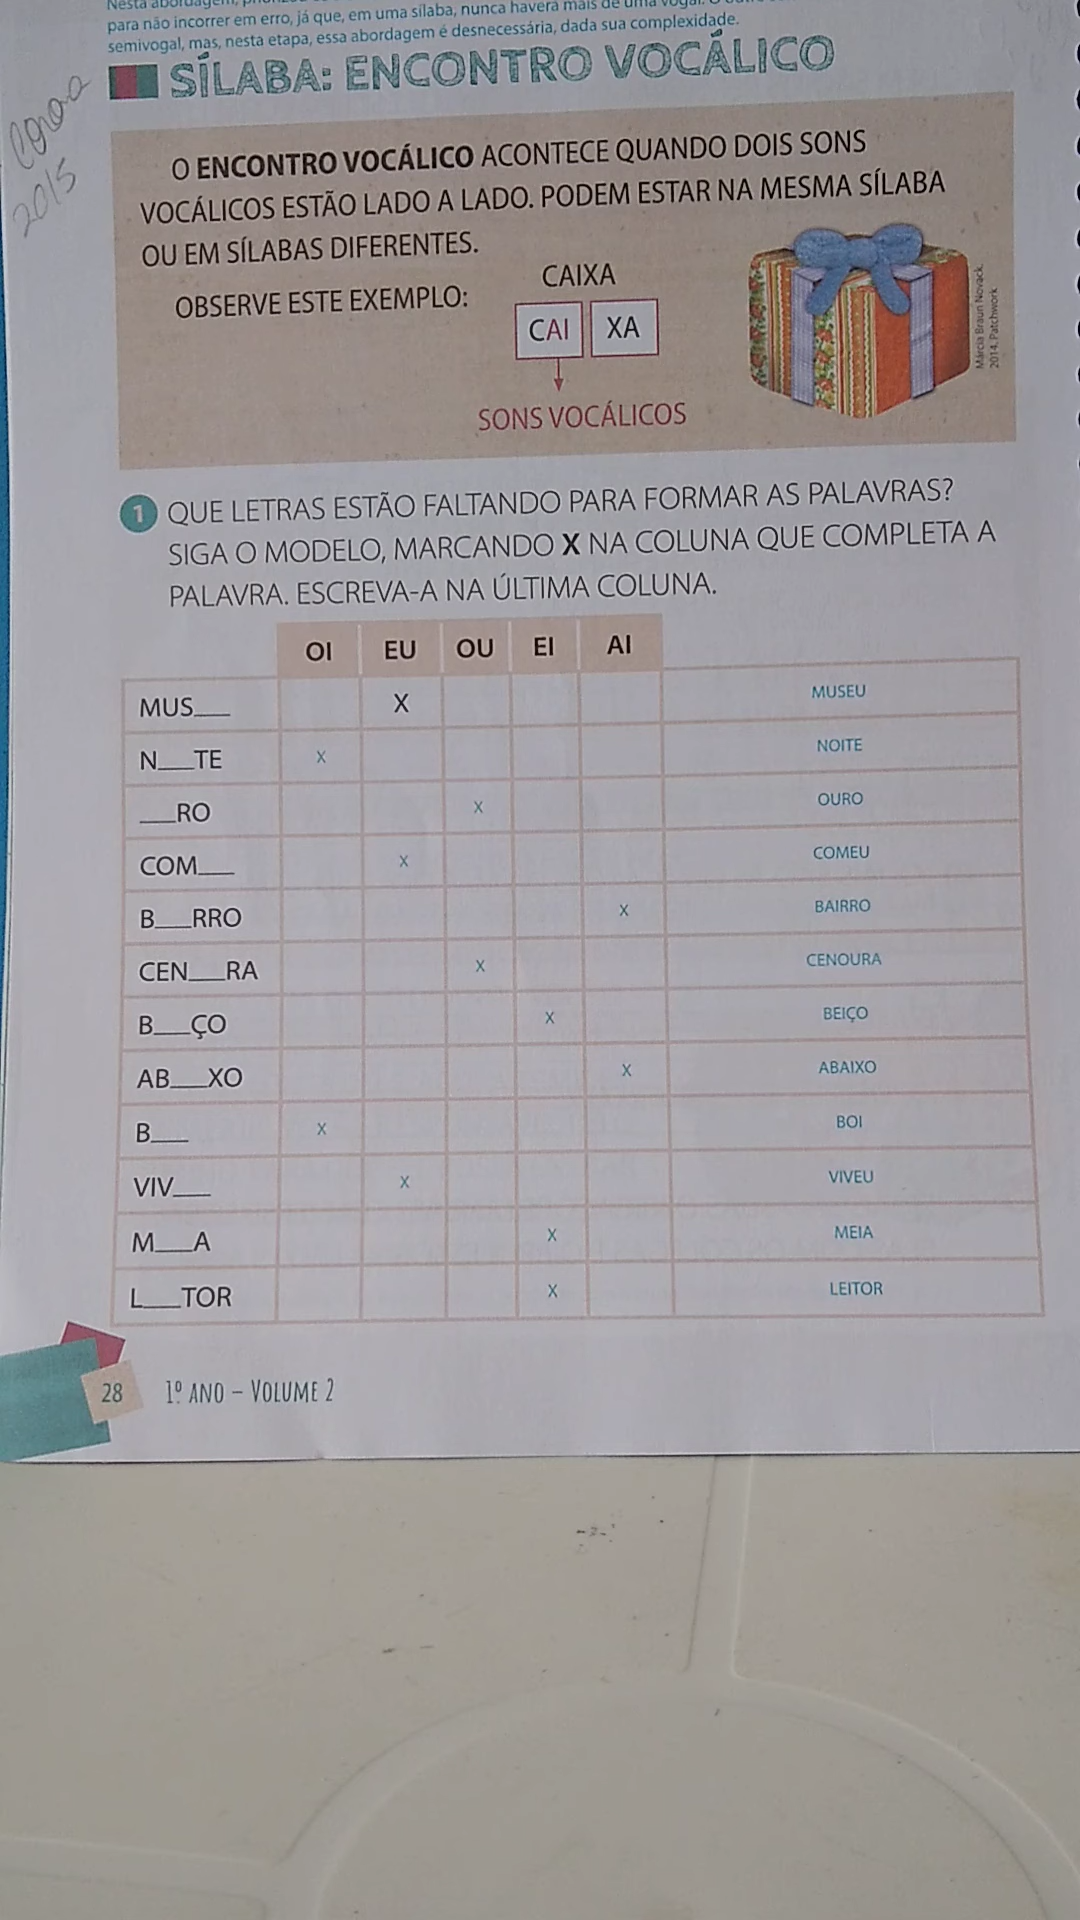 para não incorrer em erro, já que, em uma sílaba, nunca haverá mais de uma vogal. O
semivogal, mas, nesta etapa, essa abordagem é desnecessária, dada sua complexidade.
SÍLABA: ENCONTRO VOCÁLICO
2015
O ENCONTRO VOCÁLICO ACONTECE QUANDO DOIS SONS
VOCÁLICOS ESTÃO LADO A LADO. PODEM ESTAR NA MESMA SÍLABA
OU EM SÍLABAS DIFERENTES.
OBSERVE ESTE EXEMPLO:
CAIXA
CAI XA
SONS VOCÁLICOS
Márcia Braun Novack.
2014. Patchwork
1 QUE LETRAS ESTÃO FALTANDO PARA FORMAR AS PALAVRAS?
SIGA O MODELO, MARCANDO X NA COLUNA QUE COMPLETA A
PALAVRA. ESCREVA-A NA ÚLTIMA COLUNA.
OI EU OU EI AI
MUS___ X MUSEU
N___TE X NOITE
___RO X OURO
COM___ X COMEU
B___RRO X BAIRRO
CEN___RA X CENOURA
B___ÇO X BEIÇO
AB___XO X ABAIXO
B___ X BOI
VIV___ X VIVEU
M___A X MEIA
L___TOR X LEITOR
28 1º. ANO – VOLUME 2